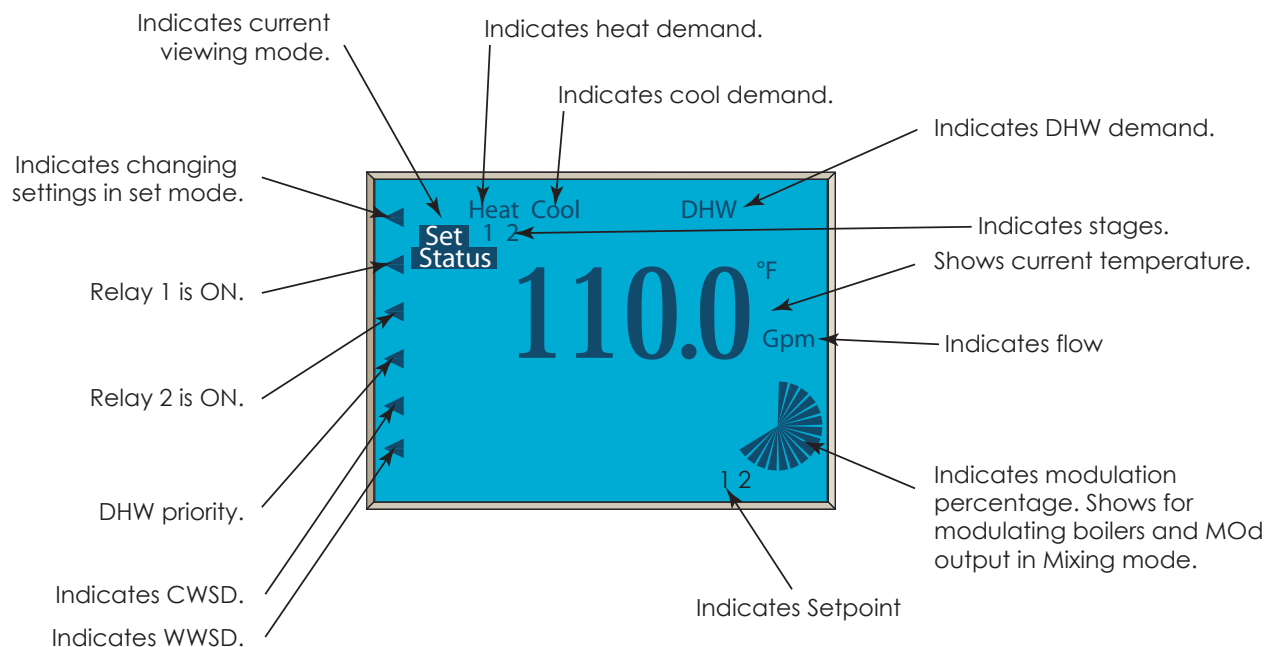 Indicates current
viewing mode.
Indicates heat demand.
Indicates cool demand.
Indicates DHW demand.
Indicates changing
settings in set mode.
Heat Cool DHW
Set 1 2
Status
Indicates stages.
110.0 °F
Shows current temperature.
Relay 1 is ON.
Gpm
Indicates flow
Relay 2 is ON.
1 2
Indicates modulation
percentage. Shows for
modulating boilers and MOd
output in Mixing mode.
DHW priority.
Indicates CWSD.
Indicates Setpoint
Indicates WWSD.